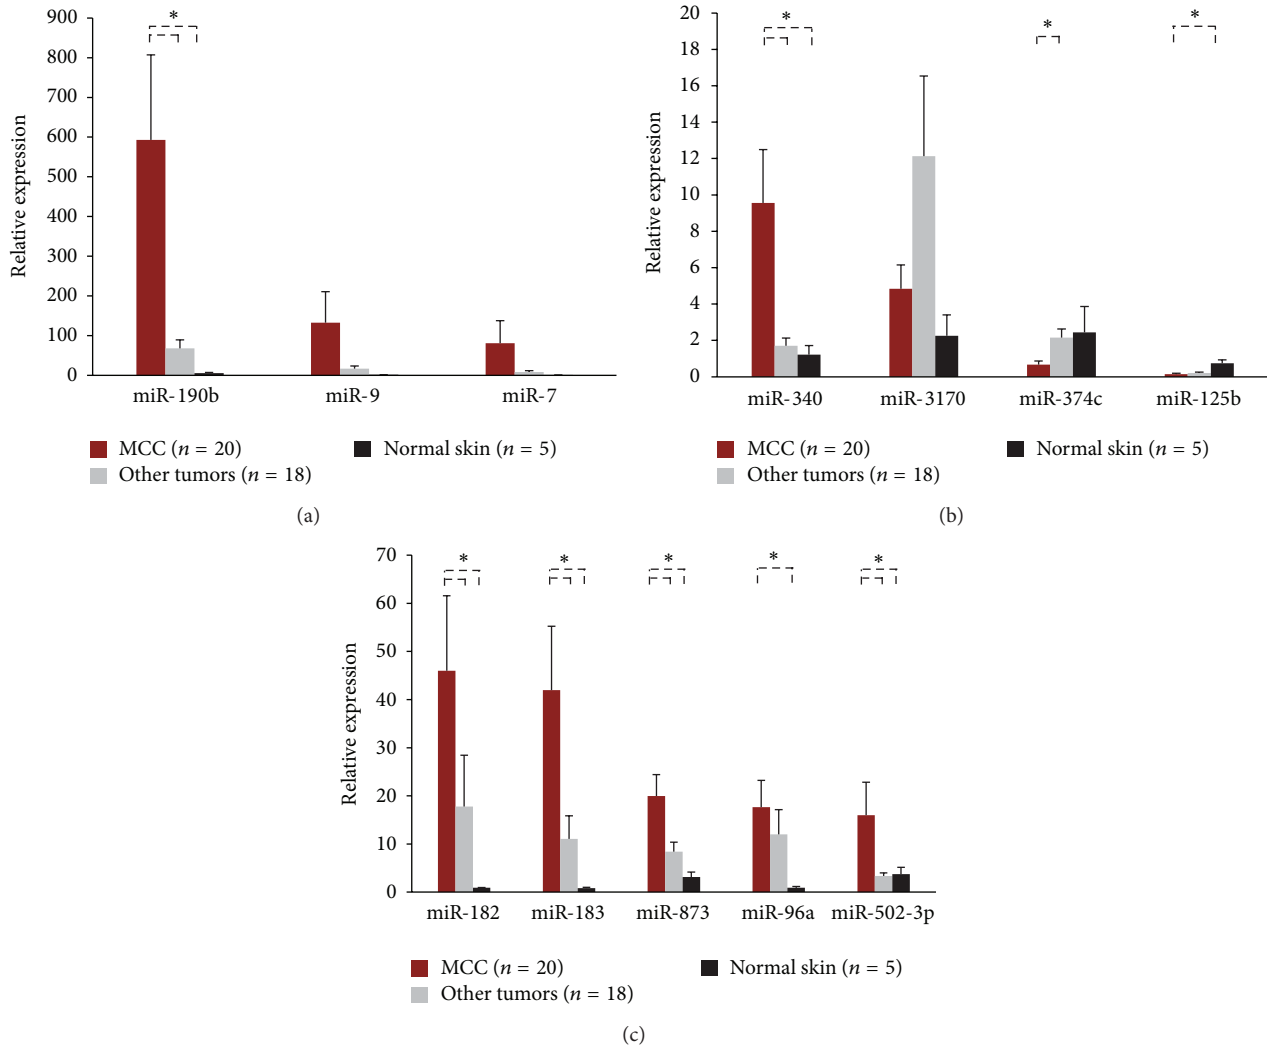 900
800
700
600
500
400
300
200
100
0
Relative expression
*
miR-190b miR-9 miR-7
MCC (n = 20) Normal skin (n = 5)
Other tumors (n = 18)
(a)
20
18
16
14
12
10
8
6
4
2
0
Relative expression
* * *
miR-340 miR-3170 miR-374c miR-125b
MCC (n = 20) Normal skin (n = 5)
Other tumors (n = 18)
(b)
70
60
50
40
30
20
10
0
Relative expression
* * * * *
miR-182 miR-183 miR-873 miR-96a miR-502-3p
MCC (n = 20) Normal skin (n = 5)
Other tumors (n = 18)
(c)